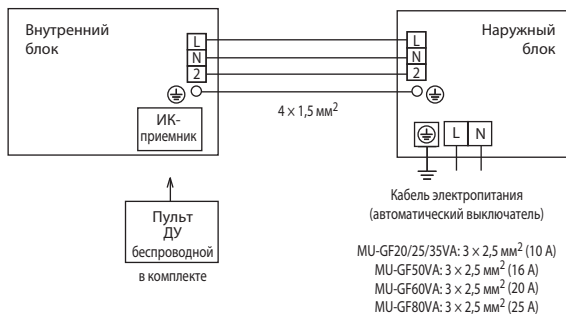 Внутренний
блок
L
N
2
ИК-
приемник
Пульт
ДУ
беспроводной
в комплекте
4 × 1,5 мм²
Наружный
блок
L
N
2
L N
Кабель электропитания
(автоматический выключатель)
MU-GF20/25/35VA: 3 × 2,5 мм² (10 А)
MU-GF50VA: 3 × 2,5 мм² (16 А)
MU-GF60VA: 3 × 2,5 мм² (20 А)
MU-GF80VA: 3 × 2,5 мм² (25 А)